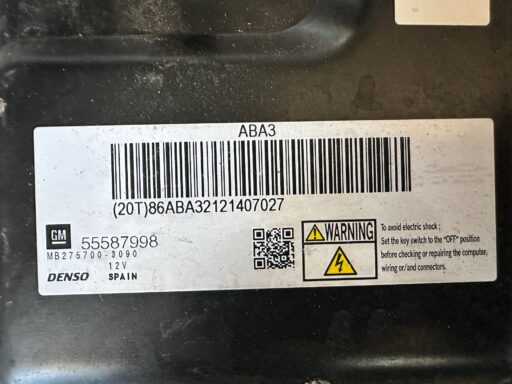 ABA3
(20T)86ABA32121407027
GM 55587998
MB275700-3090
12V
DENSO SPAIN
WARNING
To avoid electric shock ;
Set the key switch to the "OFF" position
before checking or repairing the computer,
wiring or/and connectors.